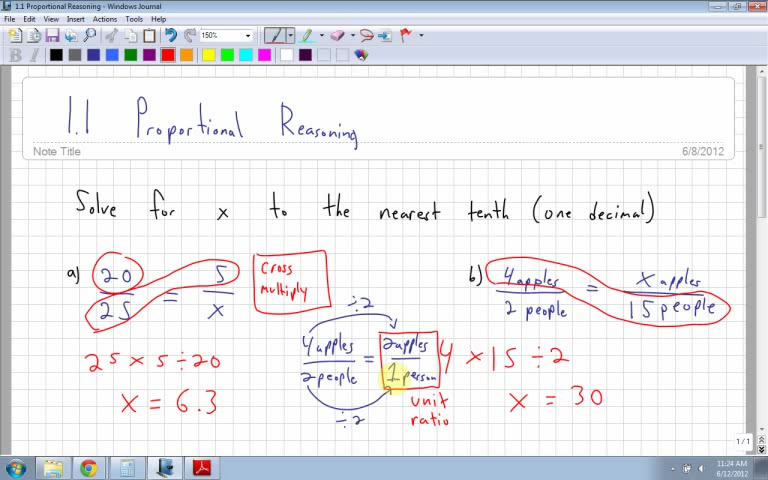 1.1 Proportional Reasoning - Windows Journal
File Edit View Insert Actions Tools Help
150%
B I
1.1 Proportional Reasoning
Note Title
6/8/2012
Solve for x to the nearest tenth (one decimal)
a) 20/25 = 5/x
Cross
Multiply
25 × 5 ÷ 20
x = 6.3
÷2
4 apples/2 people = 2 apples/1 person
÷2
unit
ratio
b) 4 apples/2 people = x apples/15 people
4 × 15 ÷ 2
x = 30
1 / 1
11:24 AM
6/12/2012